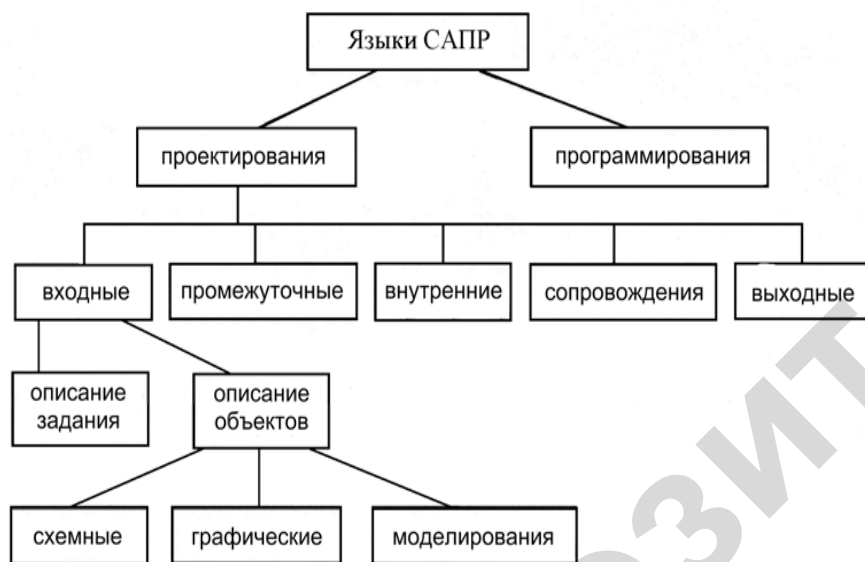 Языки САПР
проектирования
программирования
входные
промежуточные
внутренние
сопровождения
выходные
описание
задания
описание
объектов
схемные
графические
моделирования